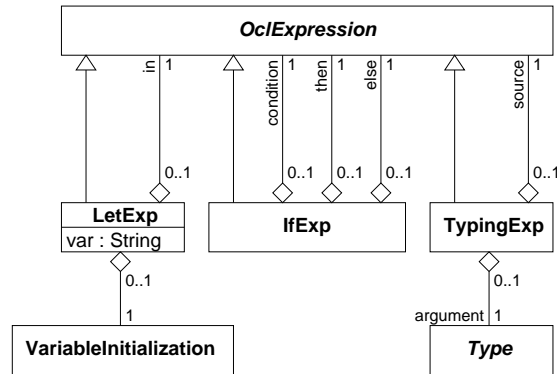 OclExpression
in 1
condition 1
then 1
else 1
source 1
0..1 0..1 0..1 0..1 0..1
LetExp
var : String
IfExp
TypingExp
0..1
0..1
1
argument 1
VariableInitialization
Type